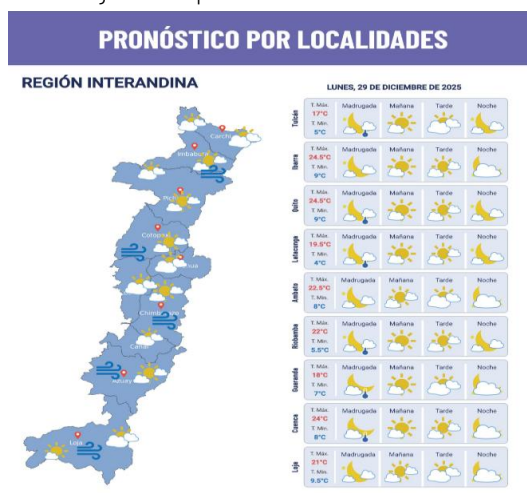 PRONÓSTICO POR LOCALIDADES
REGIÓN INTERANDINA
LUNES, 29 DE DICIEMBRE DE 2025
Carchi
Imbabura
Cotopaxi
Cañar
Azuay
Loja
Tulcán
T. Máx.
17°C
T. Mín.
5°C
Madrugada
Mañana
Tarde
Noche
Ibarra
T. Máx.
24.5°C
T. Mín.
9°C
Madrugada
Mañana
Tarde
Noche
Quito
T. Máx.
24.5°C
T. Mín.
9°C
Madrugada
Mañana
Tarde
Noche
Latacunga
T. Máx.
19.5°C
T. Mín.
4°C
Madrugada
Mañana
Tarde
Noche
Ambato
T. Máx.
22.5°C
T. Mín.
8°C
Madrugada
Mañana
Tarde
Noche
Riobamba
T. Máx.
22°C
T. Mín.
5.5°C
Madrugada
Mañana
Tarde
Noche
Guaranda
T. Máx.
18°C
T. Mín.
7°C
Madrugada
Mañana
Tarde
Noche
Cuenca
T. Máx.
24°C
T. Mín.
8°C
Madrugada
Mañana
Tarde
Noche
Loja
T. Máx.
21°C
T. Mín.
9.5°C
Madrugada
Mañana
Tarde
Noche